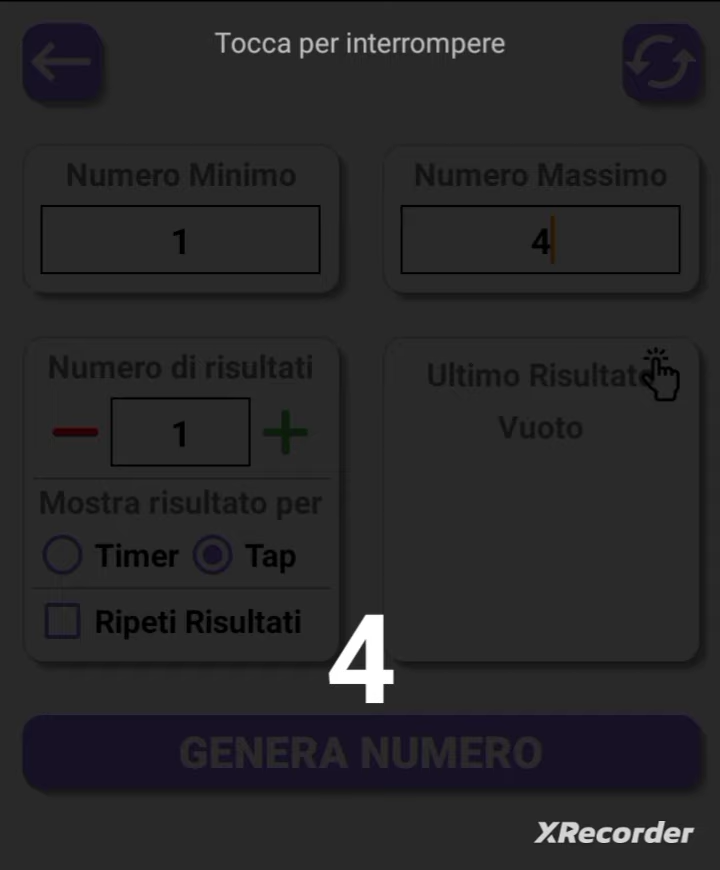 Tocca per interrompere
Numero Minimo
Numero Massimo
1
4
Numero di risultati
1
Mostra risultato per
Timer
Tap
Ripeti Risultati
Ultimo Risultato
Vuoto
4
GENERA NUMERO
XRecorder